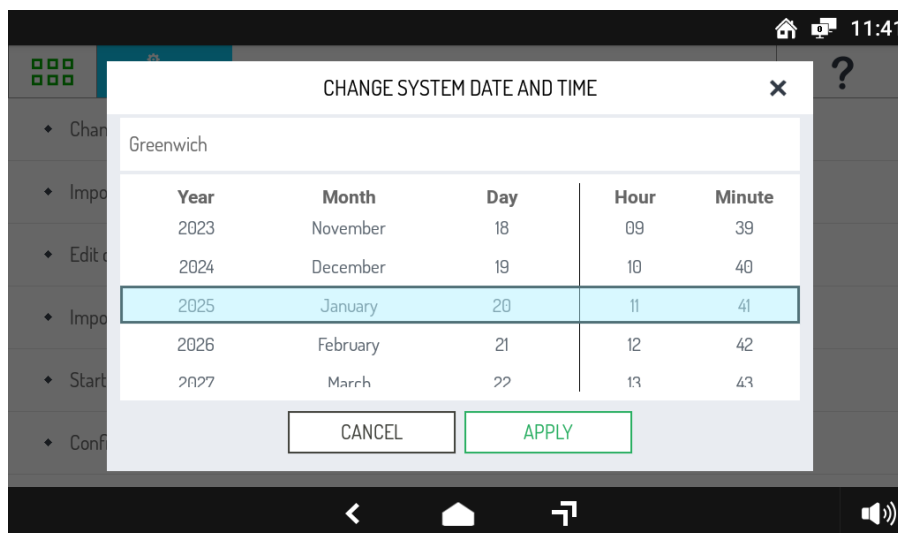 11:41
?
CHANGE SYSTEM DATE AND TIME
Chan
Greenwich
Impo
Year Month Day Hour Minute
2023 November 18 09 39
Edit
2024 December 19 10 40
2025 January 20 11 41
Impo
2026 February 21 12 42
Start
2027 March 22 13 43
CANCEL APPLY
Confi